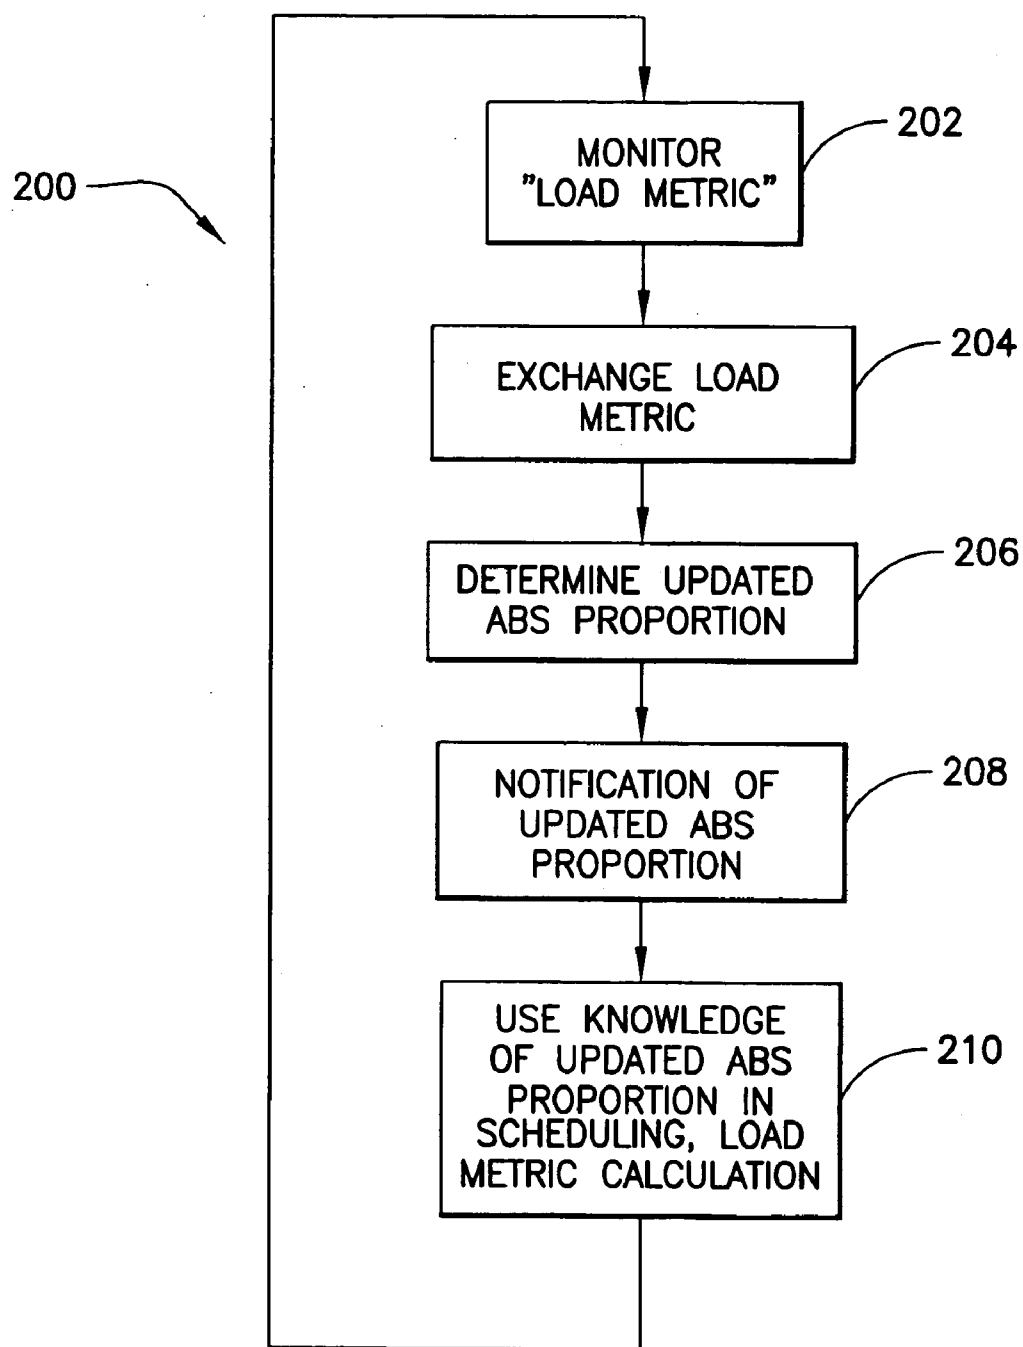 202
MONITOR
"LOAD METRIC"
200
204
EXCHANGE LOAD
METRIC
206
DETERMINE UPDATED
ABS PROPORTION
208
NOTIFICATION OF
UPDATED ABS
PROPORTION
USE KNOWLEDGE
OF UPDATED ABS
210
PROPORTION IN
SCHEDULING, LOAD
METRIC CALCULATION